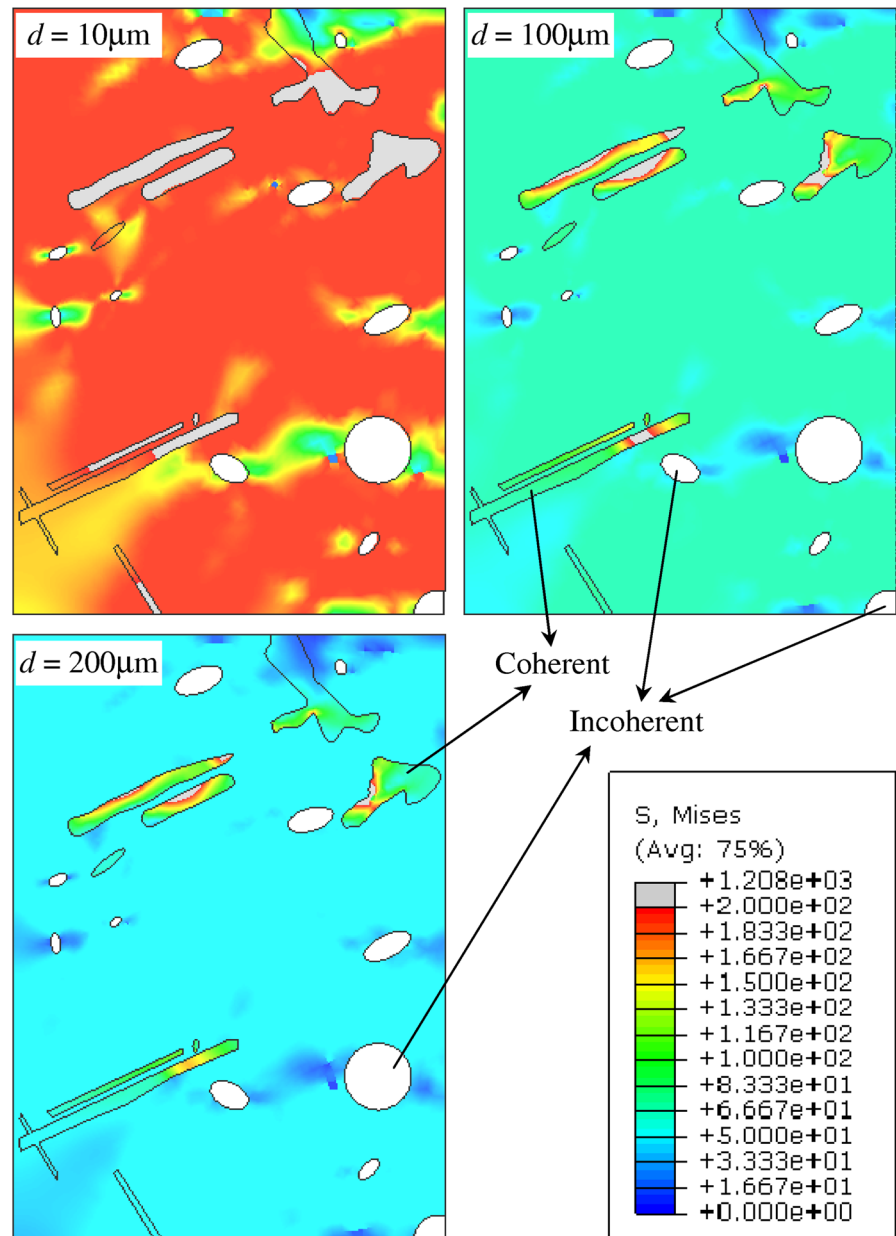 d = 10μm
d = 100μm
d = 200μm
Coherent
Incoherent
S, Mises
(Avg: 75%)
+1.208e+03
+2.000e+02
+1.833e+02
+1.667e+02
+1.500e+02
+1.333e+02
+1.167e+02
+1.000e+02
+8.333e+01
+6.667e+01
+5.000e+01
+3.333e+01
+1.667e+01
+0.000e+00